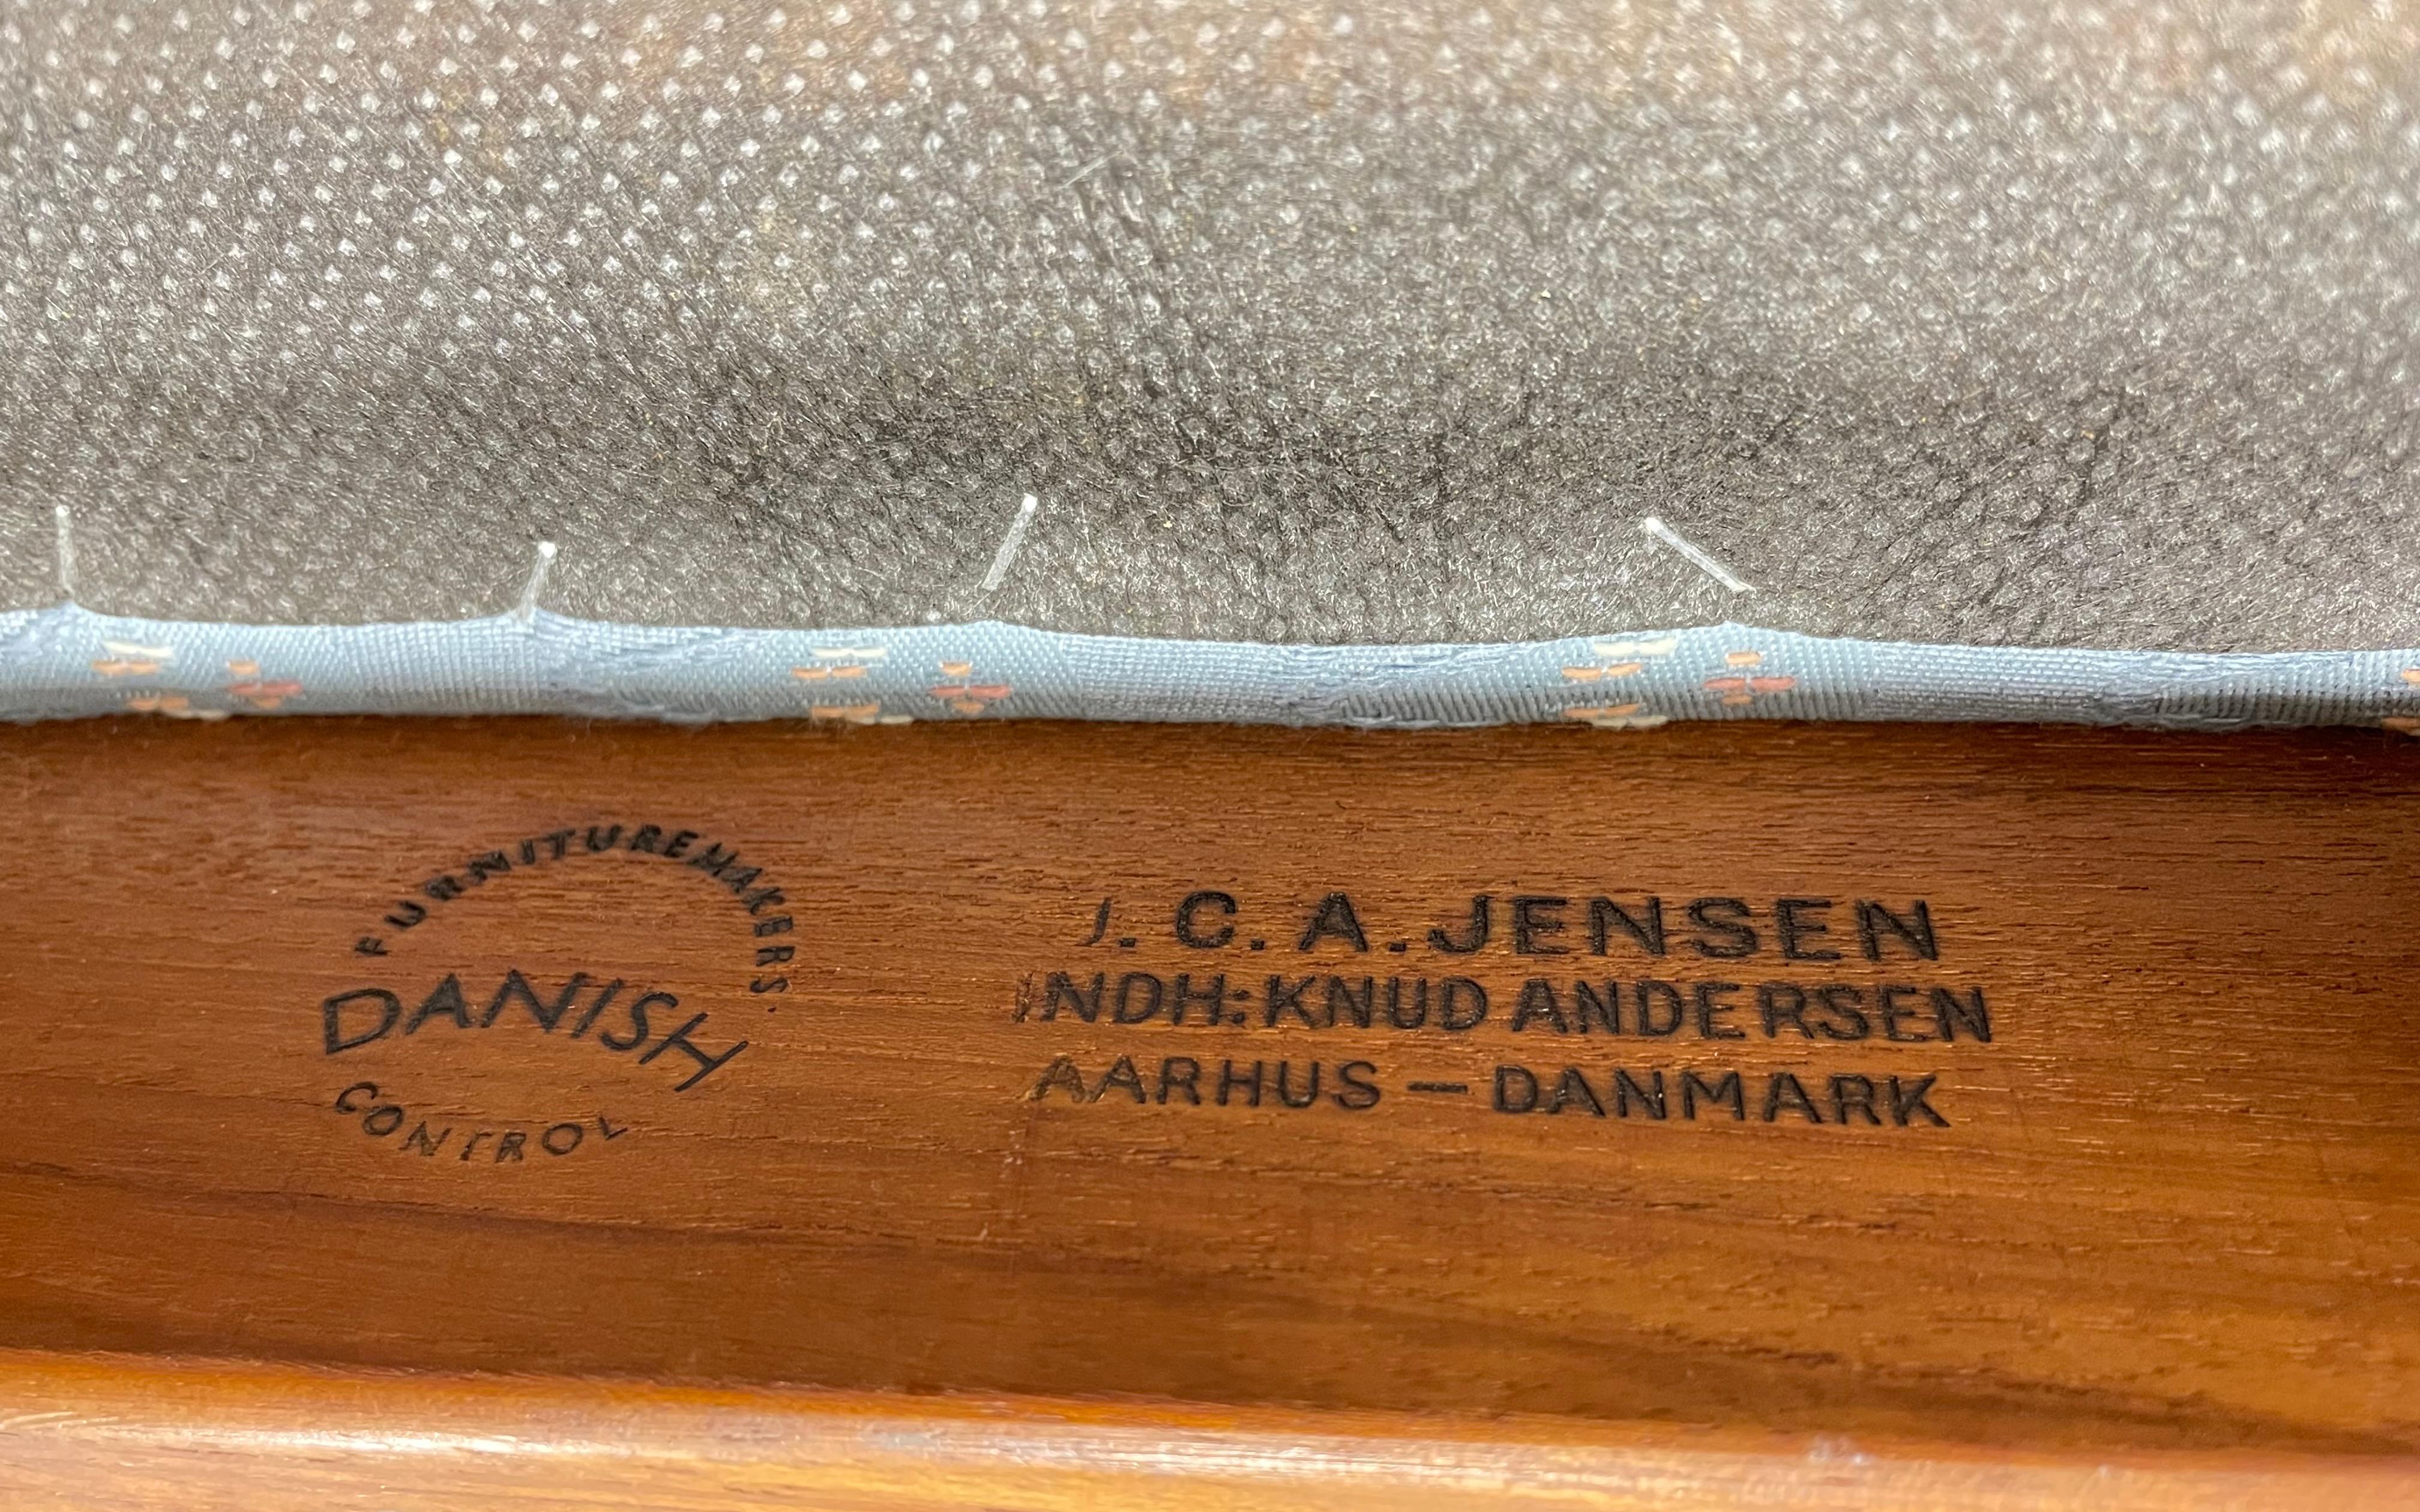 FURNITUREMAKERS
DANISH
CONTROL
J. C. A. JENSEN
INDH: KNUD ANDERSEN
AARHUS — DANMARK